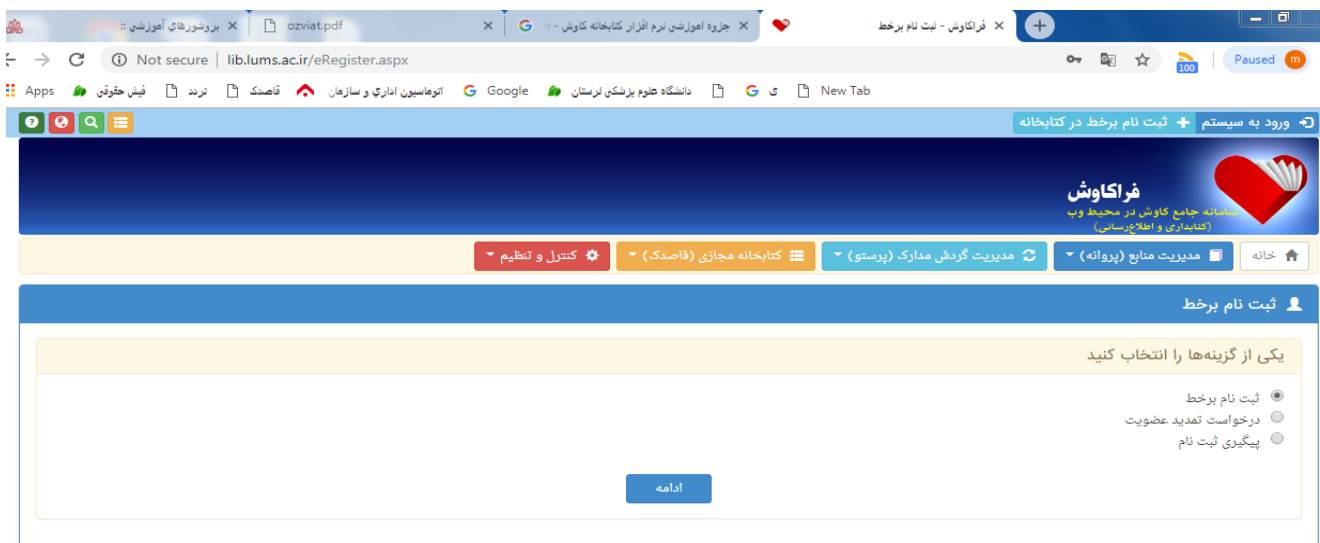 بروشورهاي آموزشي ::
ozviat.pdf
جزوه اموزشی نرم افزار کتابخانه کاوش -
فراکاوش - ثبت نام برخط
Not secure | lib.lums.ac.ir/eRegister.aspx
100
Paused m
Apps
فیش حقوقی
تردد
قاصدک
اتوماسیون اداري و سازمان
Google
دانشگاه علوم پزشکی لرستان
ی
New Tab
ورود به سیستم
ثبت نام برخط در کتابخانه
فراکاوش
سامانه جامع کاوش در محیط وب
(کتابداری و اطلاع‌رسانی)
خانه
مدیریت منابع (پروانه)
مدیریت گردش مدارک (پرستو)
کتابخانه مجازی (قاصدک)
کنترل و تنظیم
ثبت نام برخط
یکی از گزینه‌ها را انتخاب کنید
ثبت نام برخط
درخواست تمدید عضویت
پیگیری ثبت نام
ادامه